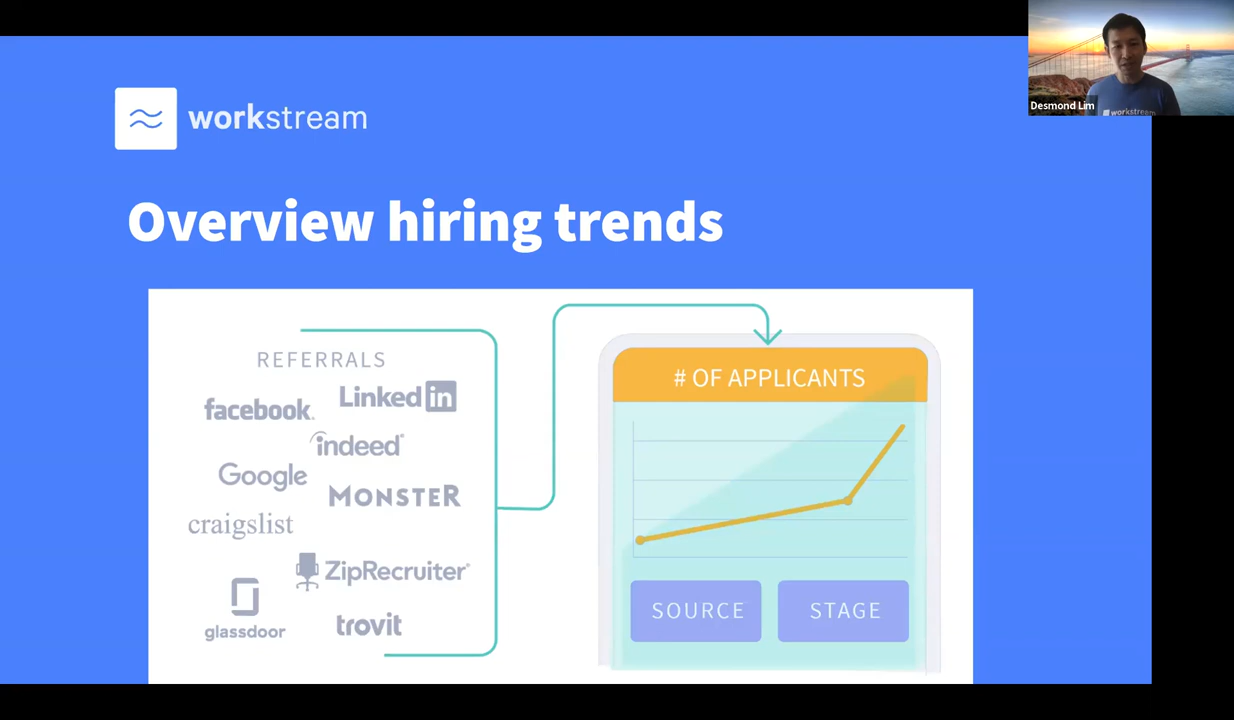 Desmond Lim
workstream
workstream
Overview hiring trends
REFERRALS
facebook
LinkedIn
indeed
Google
MONSTER
craigslist
ZipRecruiter
glassdoor
trovit
# OF APPLICANTS
SOURCE
STAGE